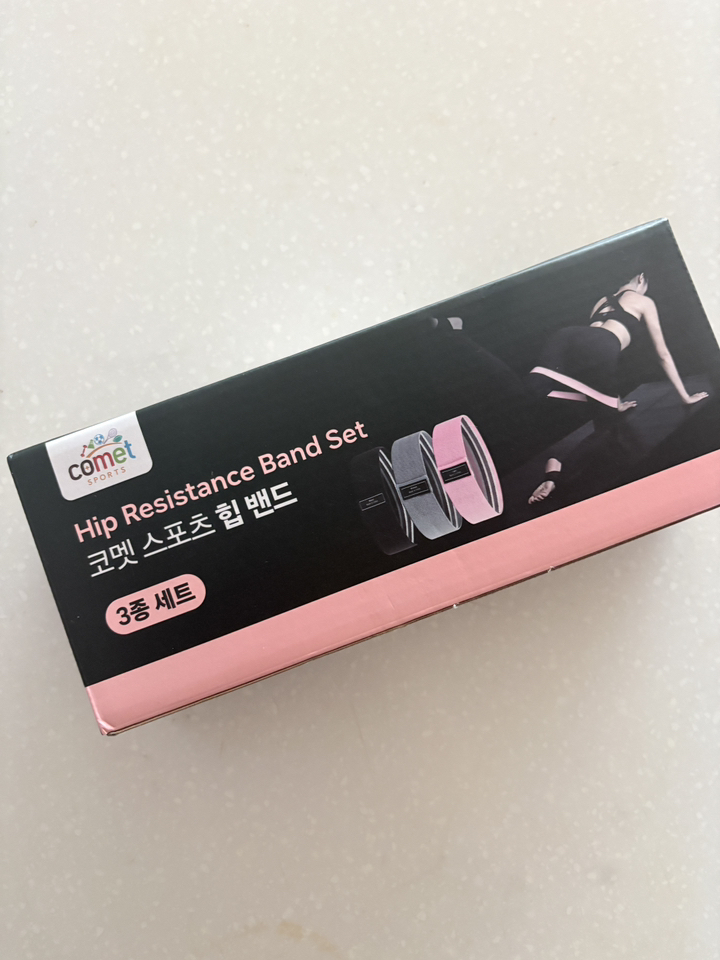 comet
SPORTS
Hip Resistance Band Set
코멧 스포츠 힙 밴드
3종 세트